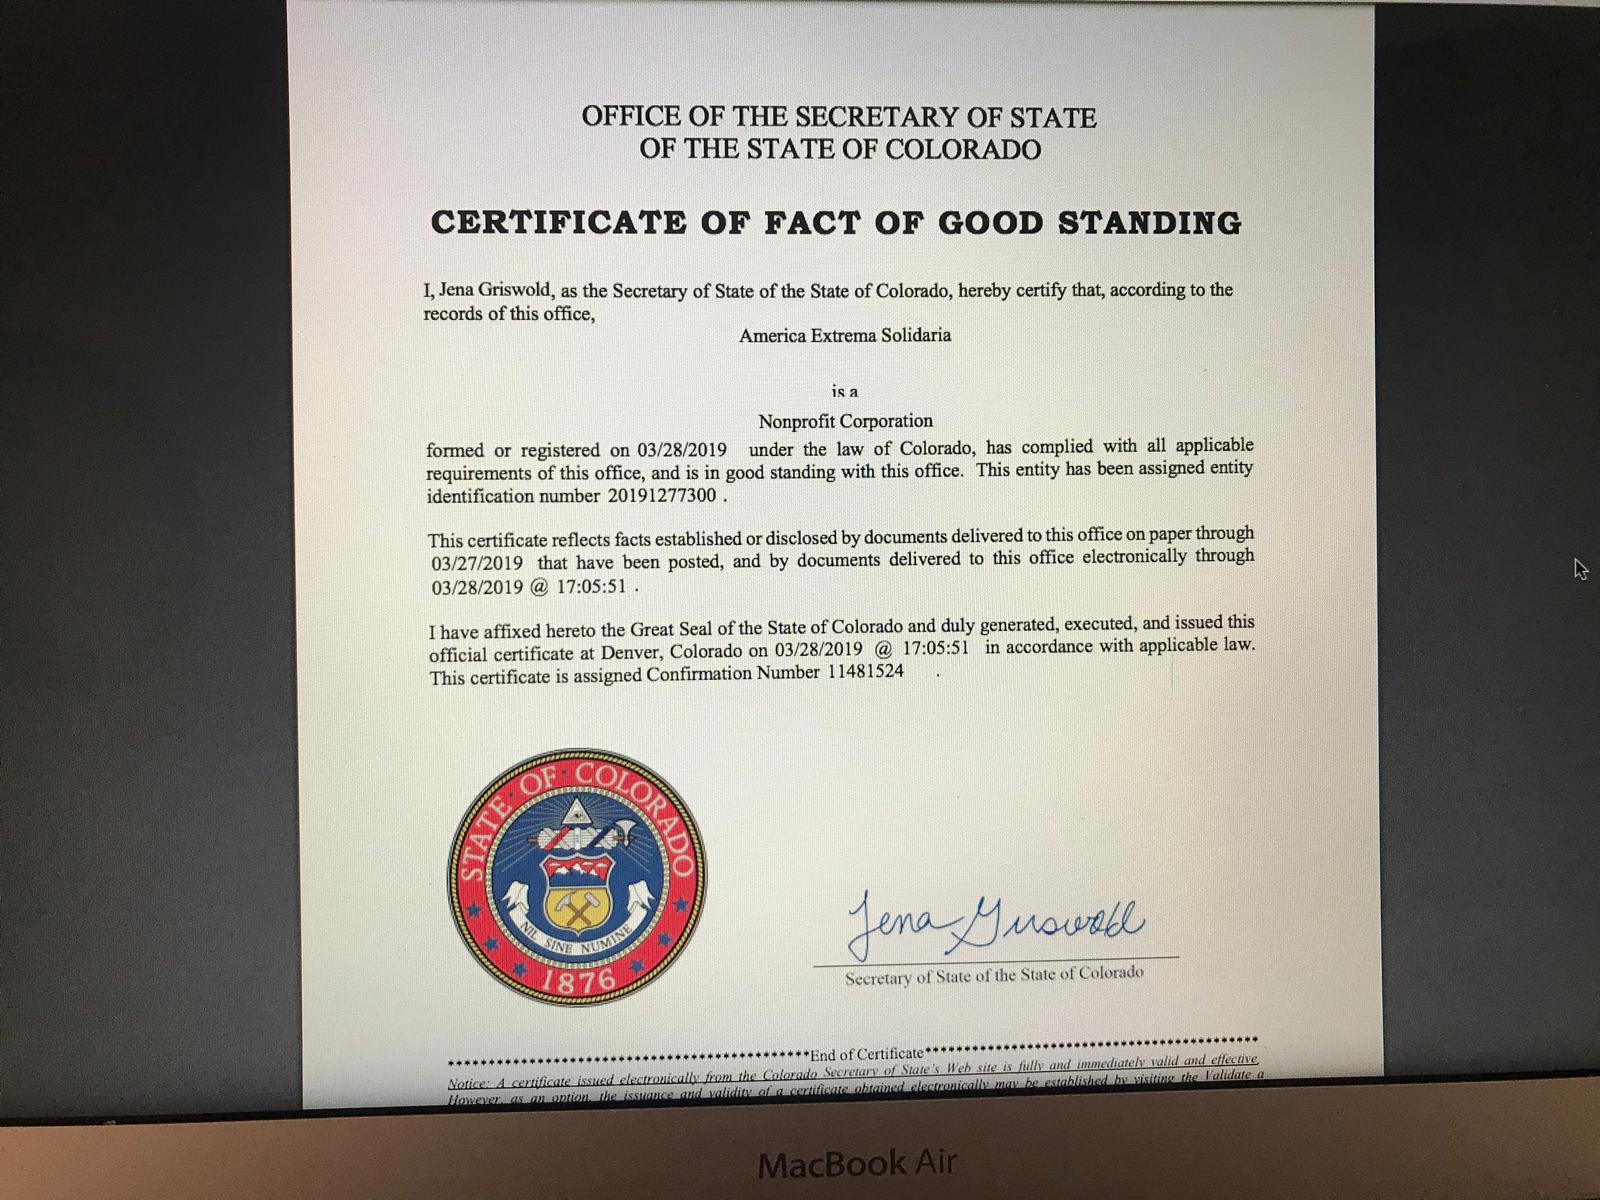 OFFICE OF THE SECRETARY OF STATE
OF THE STATE OF COLORADO
CERTIFICATE OF FACT OF GOOD STANDING
I, Jena Griswold, as the Secretary of State of the State of Colorado, hereby certify that, according to the
records of this office,
America Extrema Solidaria
is a
Nonprofit Corporation
formed or registered on 03/28/2019 under the law of Colorado, has complied with all applicable
requirements of this office, and is in good standing with this office. This entity has been assigned entity
identification number 20191277300 .
This certificate reflects facts established or disclosed by documents delivered to this office on paper through
03/27/2019 that have been posted, and by documents delivered to this office electronically through
03/28/2019 @ 17:05:51 .
I have affixed hereto the Great Seal of the State of Colorado and duly generated, executed, and issued this
official certificate at Denver, Colorado on 03/28/2019 @ 17:05:51 in accordance with applicable law.
This certificate is assigned Confirmation Number 11481524 .
STATE OF COLORADO
NIL SINE NUMINE
1876
Jena Griswold
Secretary of State of the State of Colorado
*********************************************End of Certificate*********************************************
Notice: A certificate issued electronically from the Colorado Secretary of State's Web site is fully and immediately valid and effective.
However, as an option, the issuance and validity of a certificate obtained electronically may be established by visiting the Validate a
MacBook Air